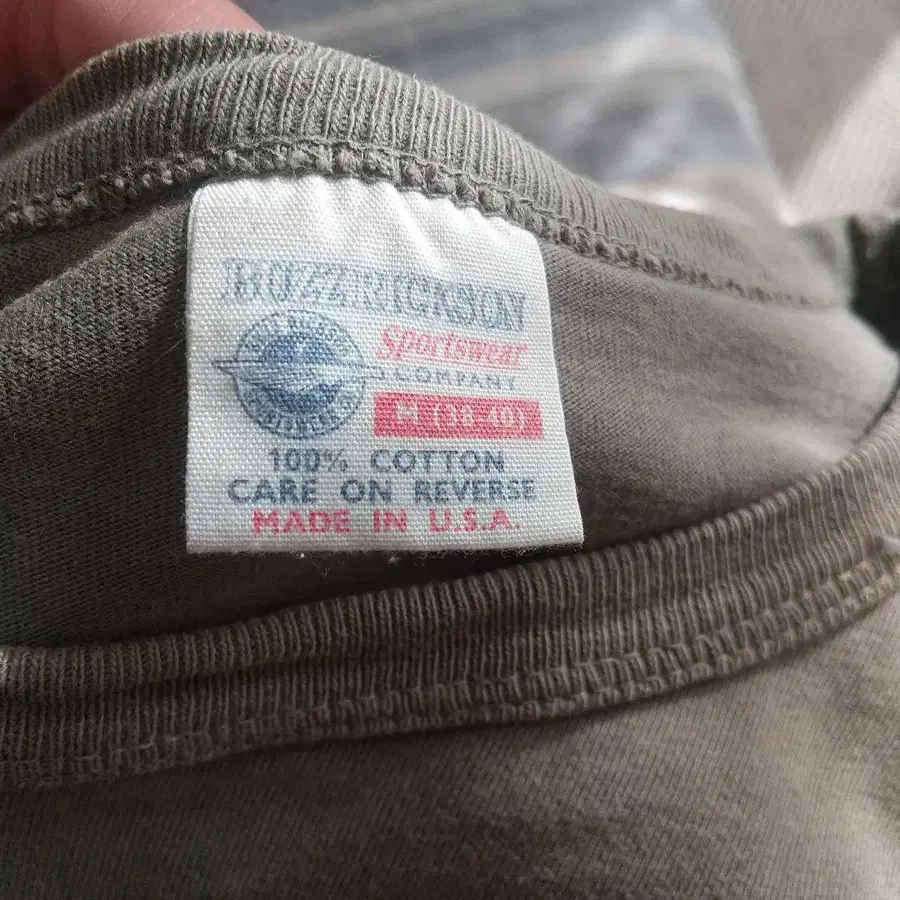 BUZZ RICKSON
Sportswear
COMPANY
M (38-40)
100% COTTON
CARE ON REVERSE
MADE IN U.S.A.